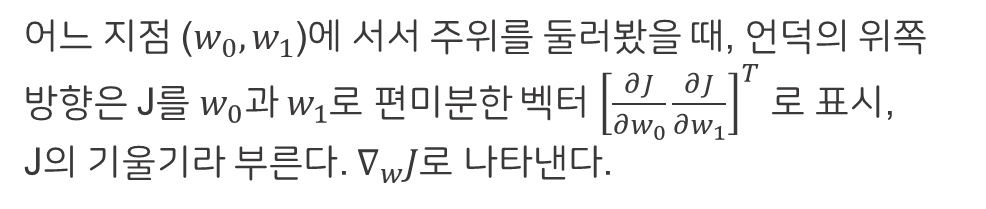 어느 지점 (w₀, w₁)에 서서 주위를 둘러봤을 때, 언덕의 위쪽
방향은 J를 w₀과 w₁로 편미분한 벡터 [∂J/∂w₀ ∂J/∂w₁]ᵀ 로 표시,
J의 기울기라 부른다. ∇wJ로 나타낸다.